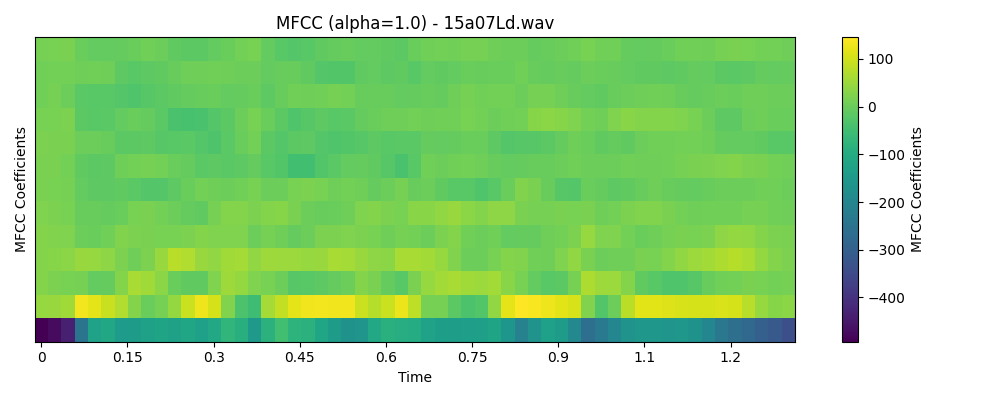 MFCC (alpha=1.0) - 15a07Ld.wav
MFCC Coefficients
0 0.15 0.3 0.45 0.6 0.75 0.9 1.1 1.2
Time
100
0
−100
−200
−300
−400
MFCC Coefficients